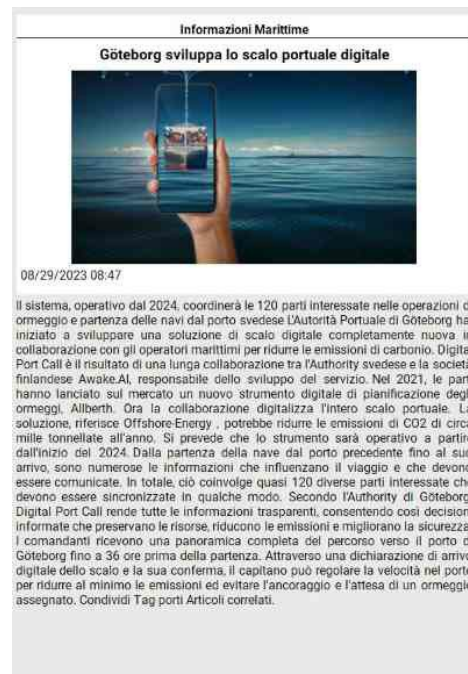 Informazioni Marittime
Göteborg sviluppa lo scalo portuale digitale
08/29/2023 08:47
Il sistema, operativo dal 2024, coordinerà le 120 parti interessate nelle operazioni d
ormeggio e partenza delle navi dal porto svedese L'Autorità Portuale di Göteborg ha
iniziato a sviluppare una soluzione di scalo digitale completamente nuova in
collaborazione con gli operatori marittimi per ridurre le emissioni di carbonio. Digita
Port Call è il risultato di una lunga collaborazione tra l'Authority svedese e la società
finlandese Awake.AI, responsabile dello sviluppo del servizio. Nel 2021, le part
hanno lanciato sul mercato un nuovo strumento digitale di pianificazione degl
ormeggi, Allberth. Ora la collaborazione digitalizza l'intero scalo portuale. La
soluzione, riferisce Offshore-Energy , potrebbe ridurre le emissioni di CO2 di circa
mille tonnellate all'anno. Si prevede che lo strumento sarà operativo a partire
dall'inizio del 2024. Dalla partenza della nave dal porto precedente fino al suo
arrivo, sono numerose le informazioni che influenzano il viaggio e che devono
essere comunicate. In totale, ciò coinvolge quasi 120 diverse parti interessate che
devono essere sincronizzate in qualche modo. Secondo l'Authority di Göteborg
Digital Port Call rende tutte le informazioni trasparenti, consentendo così decision
informate che preservano le risorse, riducono le emissioni e migliorano la sicurezza
I comandanti ricevono una panoramica completa del percorso verso il porto d
Göteborg fino a 36 ore prima della partenza. Attraverso una dichiarazione di arrivo
digitale dello scalo e la sua conferma, il capitano può regolare la velocità nel porto
per ridurre al minimo le emissioni ed evitare l'ancoraggio e l'attesa di un ormeggio
assegnato. Condividi Tag porti Articoli correlati.